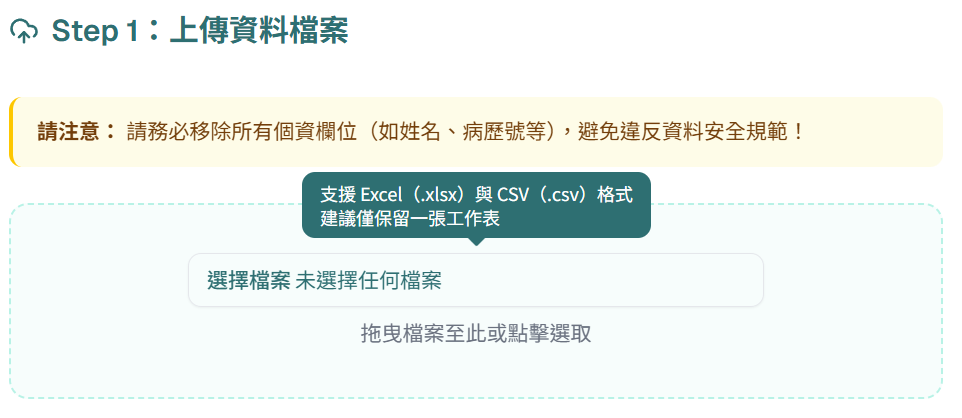 Step 1：上傳資料檔案
請注意： 請務必移除所有個資欄位（如姓名、病歷號等），避免違反資料安全規範！
支援 Excel（.xlsx）與 CSV（.csv）格式
建議僅保留一張工作表
選擇檔案 未選擇任何檔案
拖曳檔案至此或點擊選取